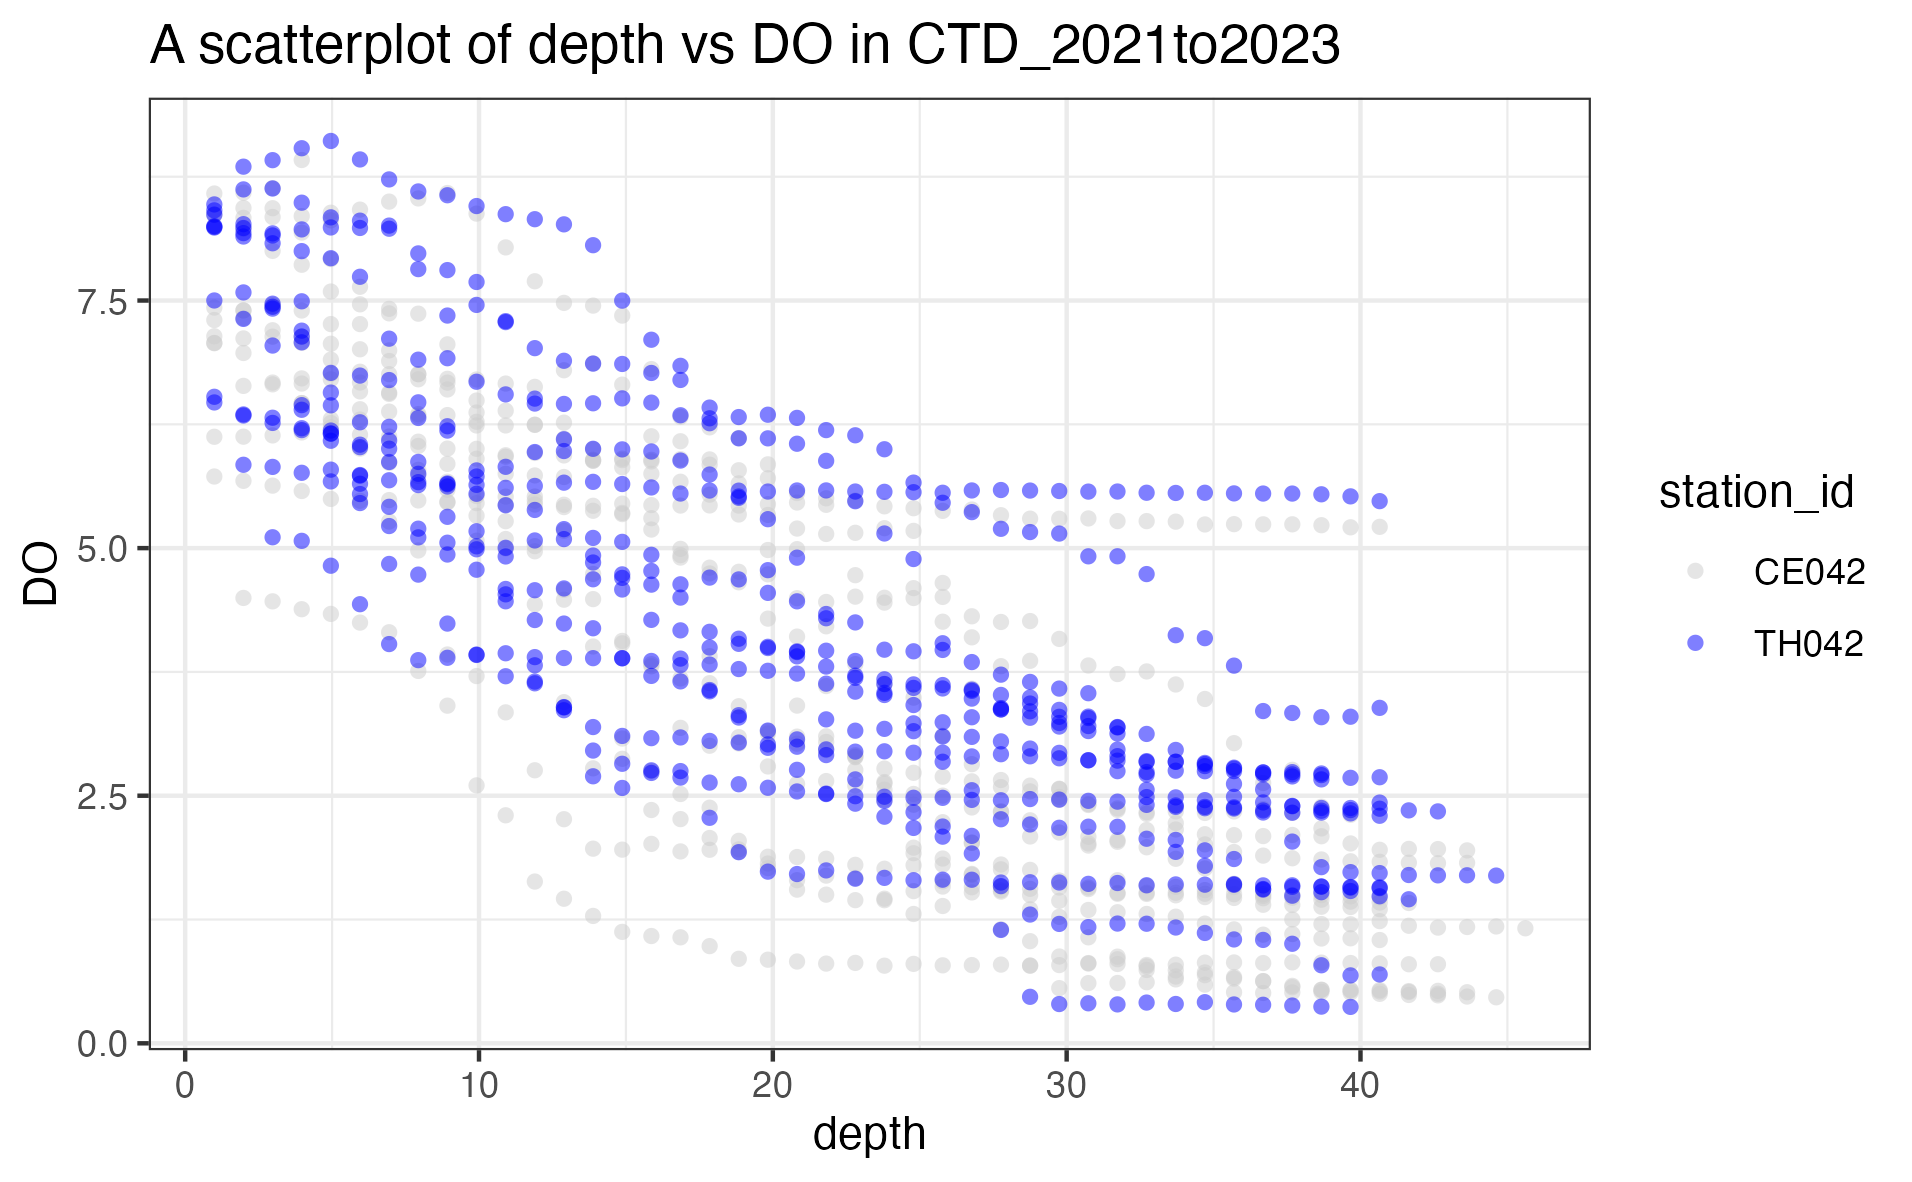 A scatterplot of depth vs DO in CTD_2021to2023
DO
7.5
5.0
2.5
0.0
0 10 20 30 40
depth
station_id
CE042
TH042